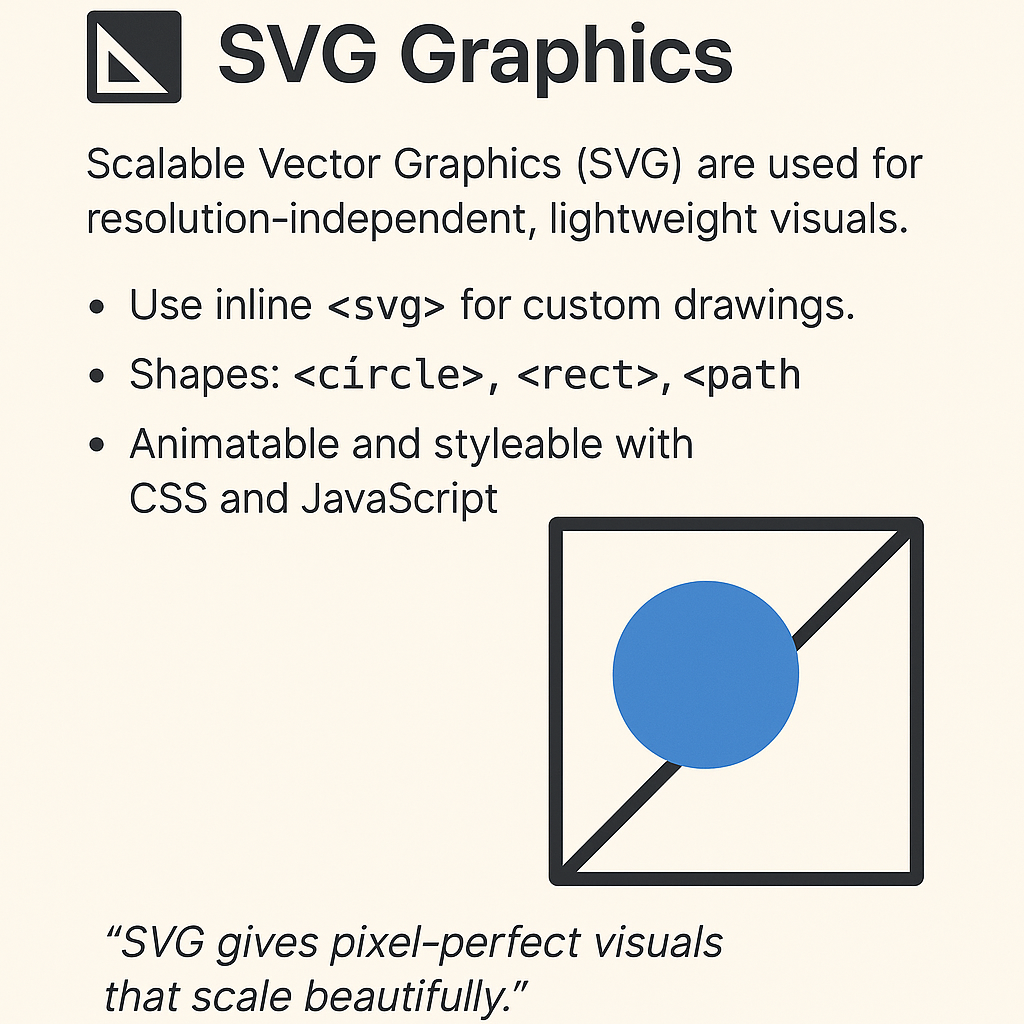 SVG Graphics
Scalable Vector Graphics (SVG) are used for
resolution-independent, lightweight visuals.
• Use inline <svg> for custom drawings.
• Shapes: <círcle>, <rect>, <path
• Animatable and styleable with
CSS and JavaScript
“SVG gives pixel-perfect visuals
that scale beautifully.”